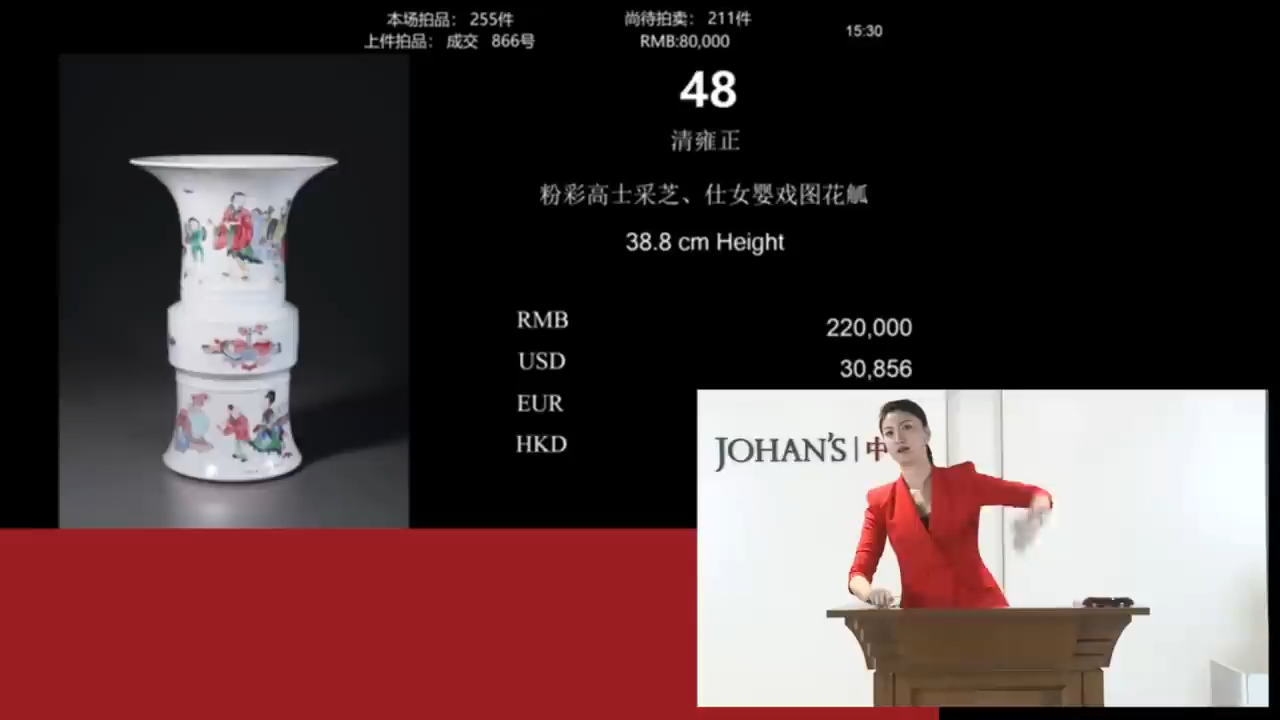 本场拍品： 255件
尚待拍卖： 211件
上件拍品： 成交 866号
RMB:80,000
15:30
48
清雍正
粉彩高士采芝、仕女婴戏图花觚
38.8 cm Height
RMB 220,000
USD 30,856
EUR
HKD
JOHAN'S | 中